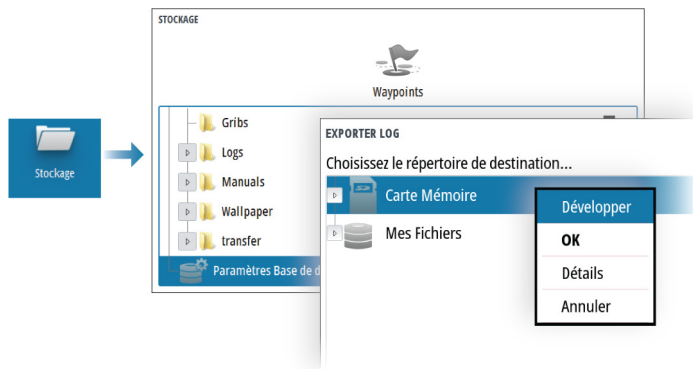 STOCKAGE
Waypoints
Gribs
Logs
Manuals
Wallpaper
transfer
Paramètres Base de d
Stockage
EXPORTER LOG
Choisissez le répertoire de destination...
SD
Carte Mémoire
Mes Fichiers
Développer
OK
Détails
Annuler